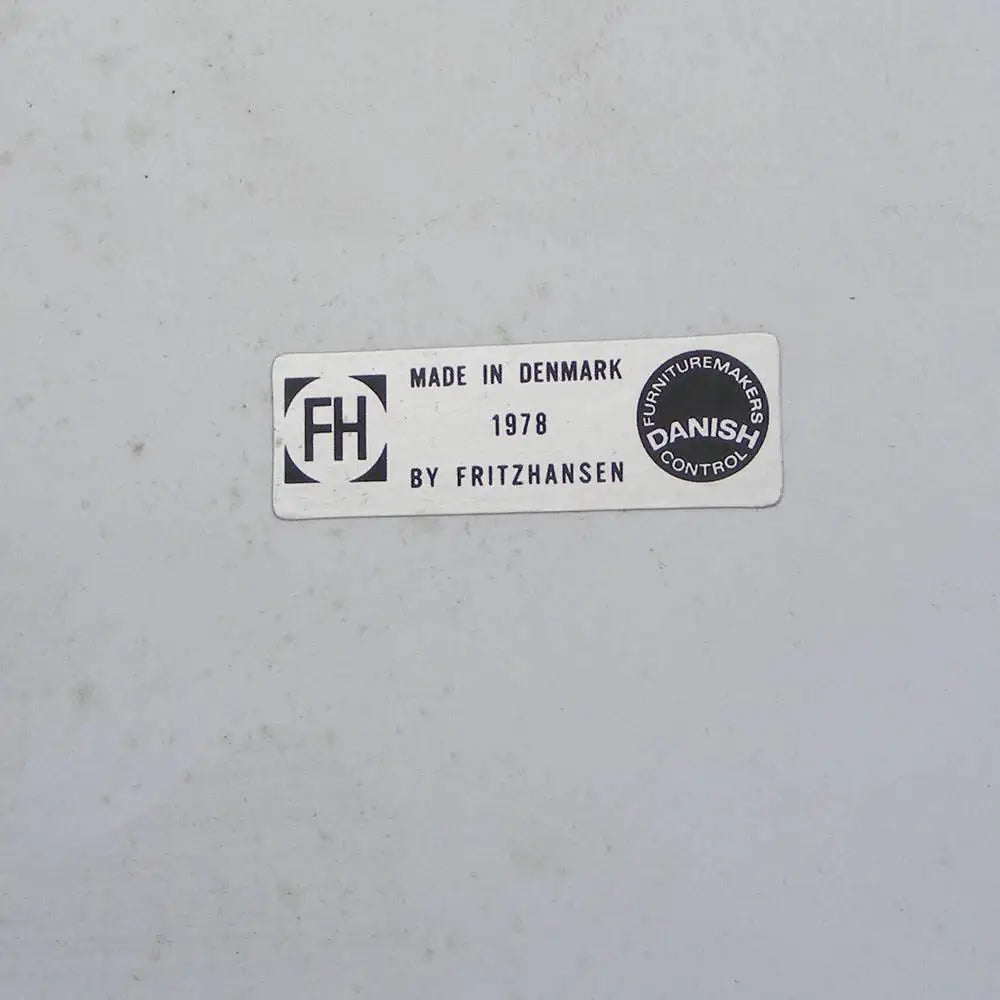 FH
MADE IN DENMARK
1978
BY FRITZHANSEN
FURNITUREMAKERS
DANISH
CONTROL